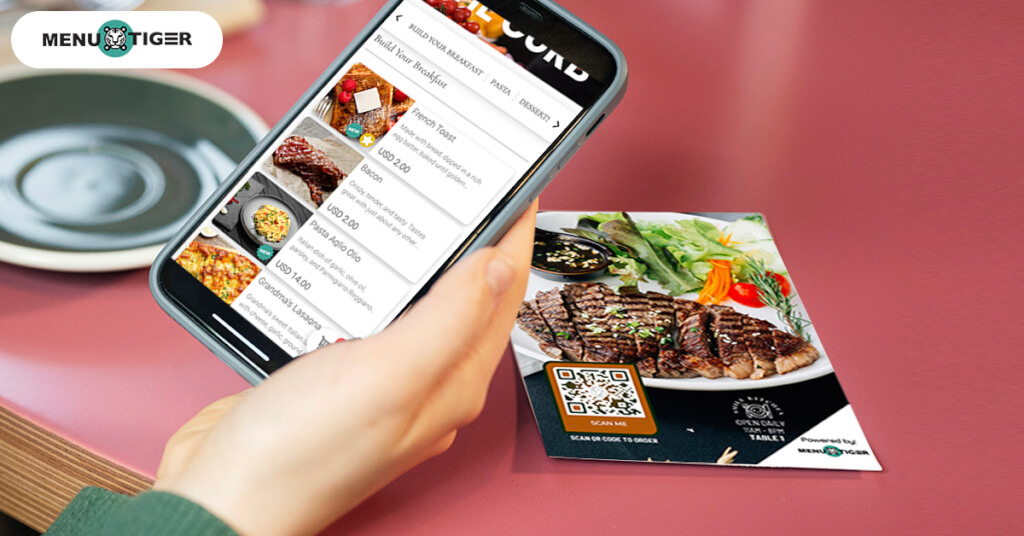 MENU TIGER
THE CURB
BUILD YOUR BREAKFAST
PASTA
DESSERT
Build Your Breakfast
French Toast
Made with bread, dipped in a rich
egg batter, baked until golden...
USD 2.00
Bacon
Crispy, tender, and tasty. Tastes
great with just about any other...
USD 2.00
Pasta Aglio Olio
Italian dish of garlic, olive oil,
parsley, and Parmigiano-Reggiano.
USD 14.00
Grandma's Lasagna
Grandma's sweet Italian
with cheese, garlic, ground
SCAN ME
SCAN QR CODE TO ORDER
OPEN DAILY
11AM - 8PM
TABLE 1
Powered by:
MENU TIGER